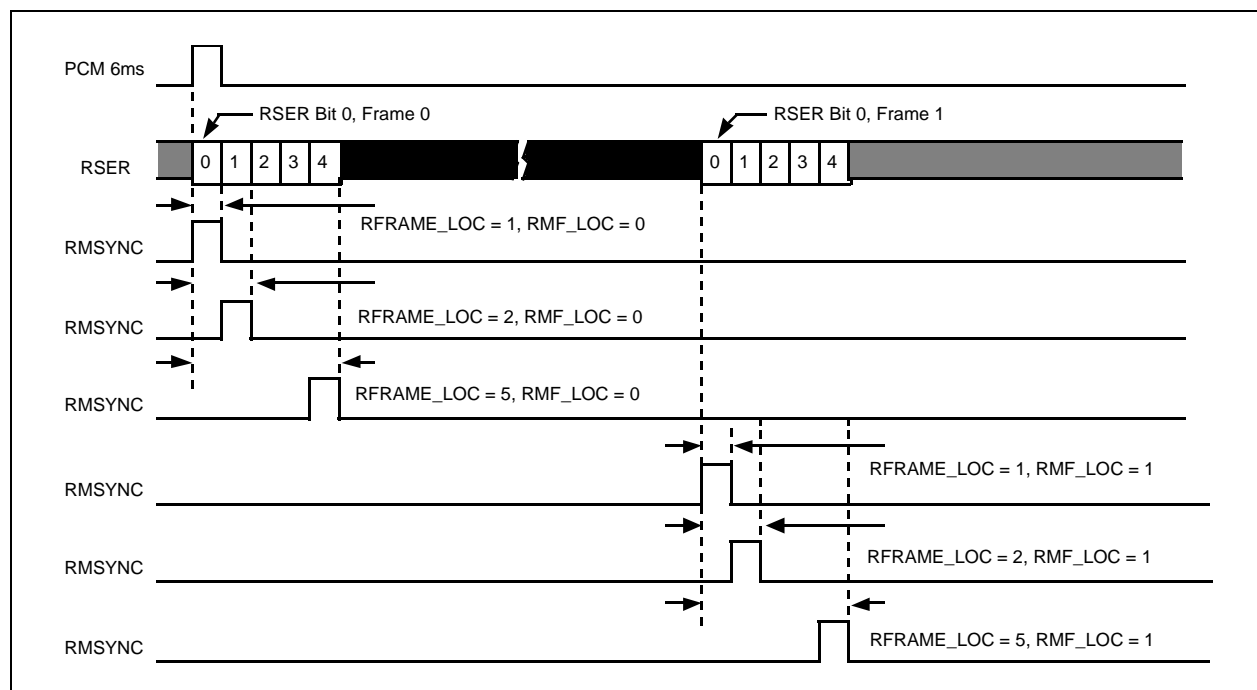 PCM 6ms
RSER Bit 0, Frame 0
RSER Bit 0, Frame 1
RSER
0 1 2 3 4
0 1 2 3 4
RFRAME_LOC = 1, RMF_LOC = 0
RMSYNC
RFRAME_LOC = 2, RMF_LOC = 0
RMSYNC
RFRAME_LOC = 5, RMF_LOC = 0
RMSYNC
RFRAME_LOC = 1, RMF_LOC = 1
RMSYNC
RFRAME_LOC = 2, RMF_LOC = 1
RMSYNC
RFRAME_LOC = 5, RMF_LOC = 1
RMSYNC